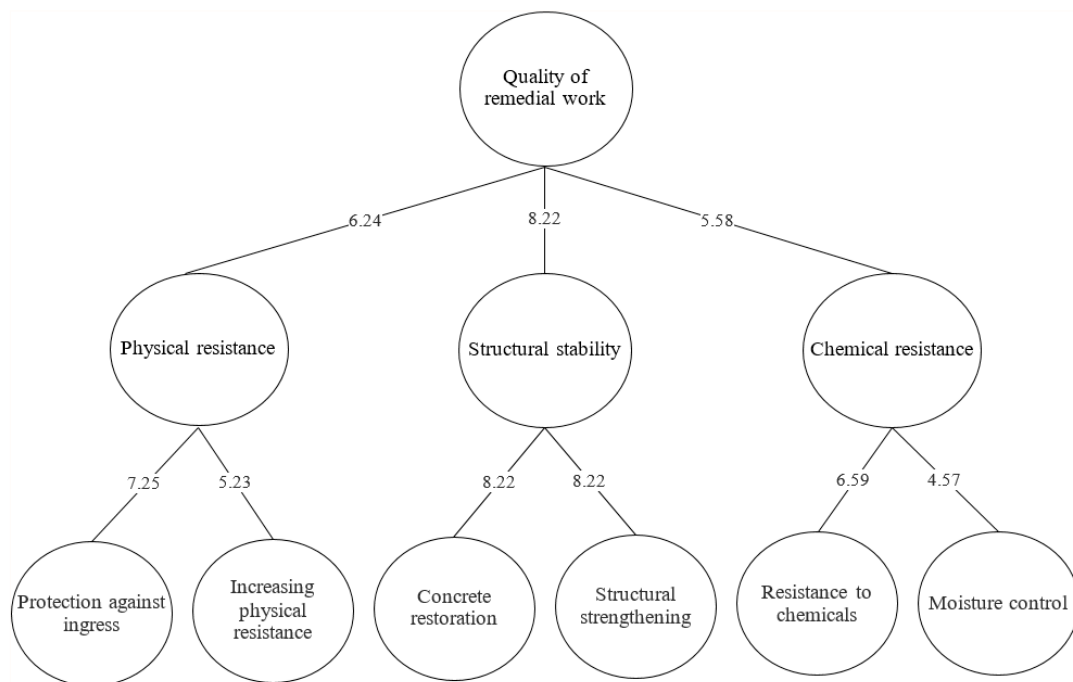 Quality of
remedial work
6.24
8.22
5.58
Physical resistance
Structural stability
Chemical resistance
7.25
5.23
8.22
8.22
6.59
4.57
Protection against
ingress
Increasing
physical
resistance
Concrete
restoration
Structural
strengthening
Resistance to
chemicals
Moisture control